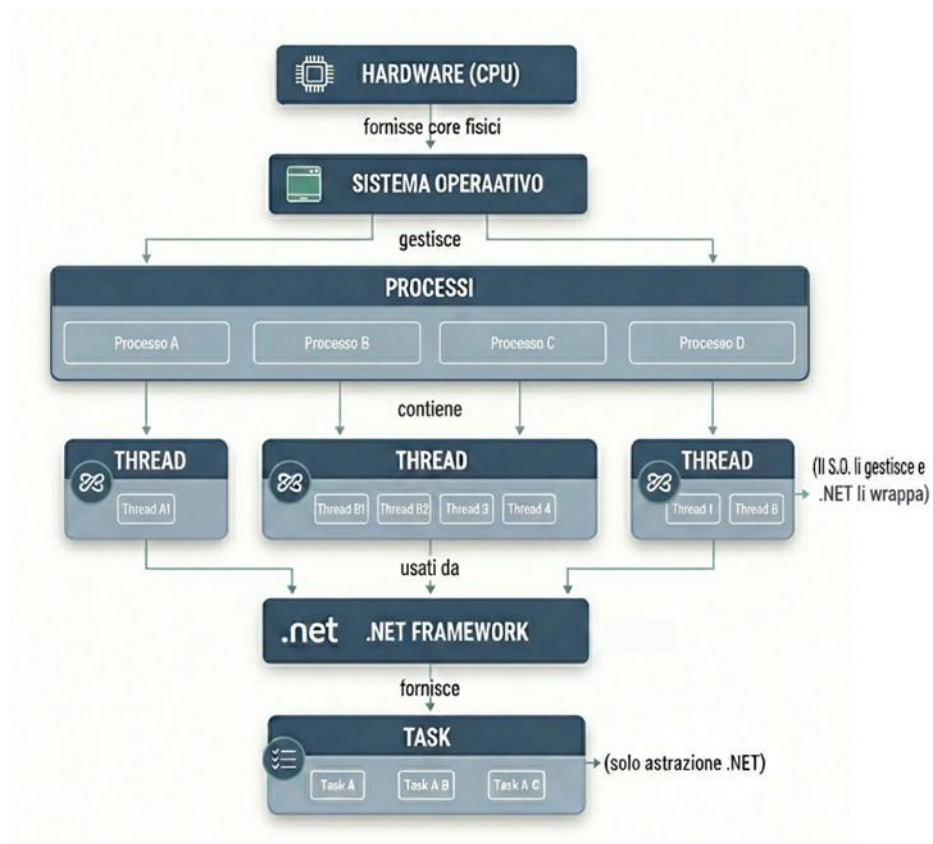 HARDWARE (CPU)
fornisse core fisici
SISTEMA OPERAATIVO
gestisce
PROCESSI
Processo A
Processo B
Processo C
Processo D
contiene
THREAD
Thread A1
THREAD
Thread B1
Thread B2
Thread 3
Thread 4
THREAD
Thread I
Thread B
(Il S.O. li gestisce e
.NET li wrappa)
usati da
.net .NET FRAMEWORK
fornisce
TASK
Task A
Task A B
Task A C
(solo astrazione .NET)